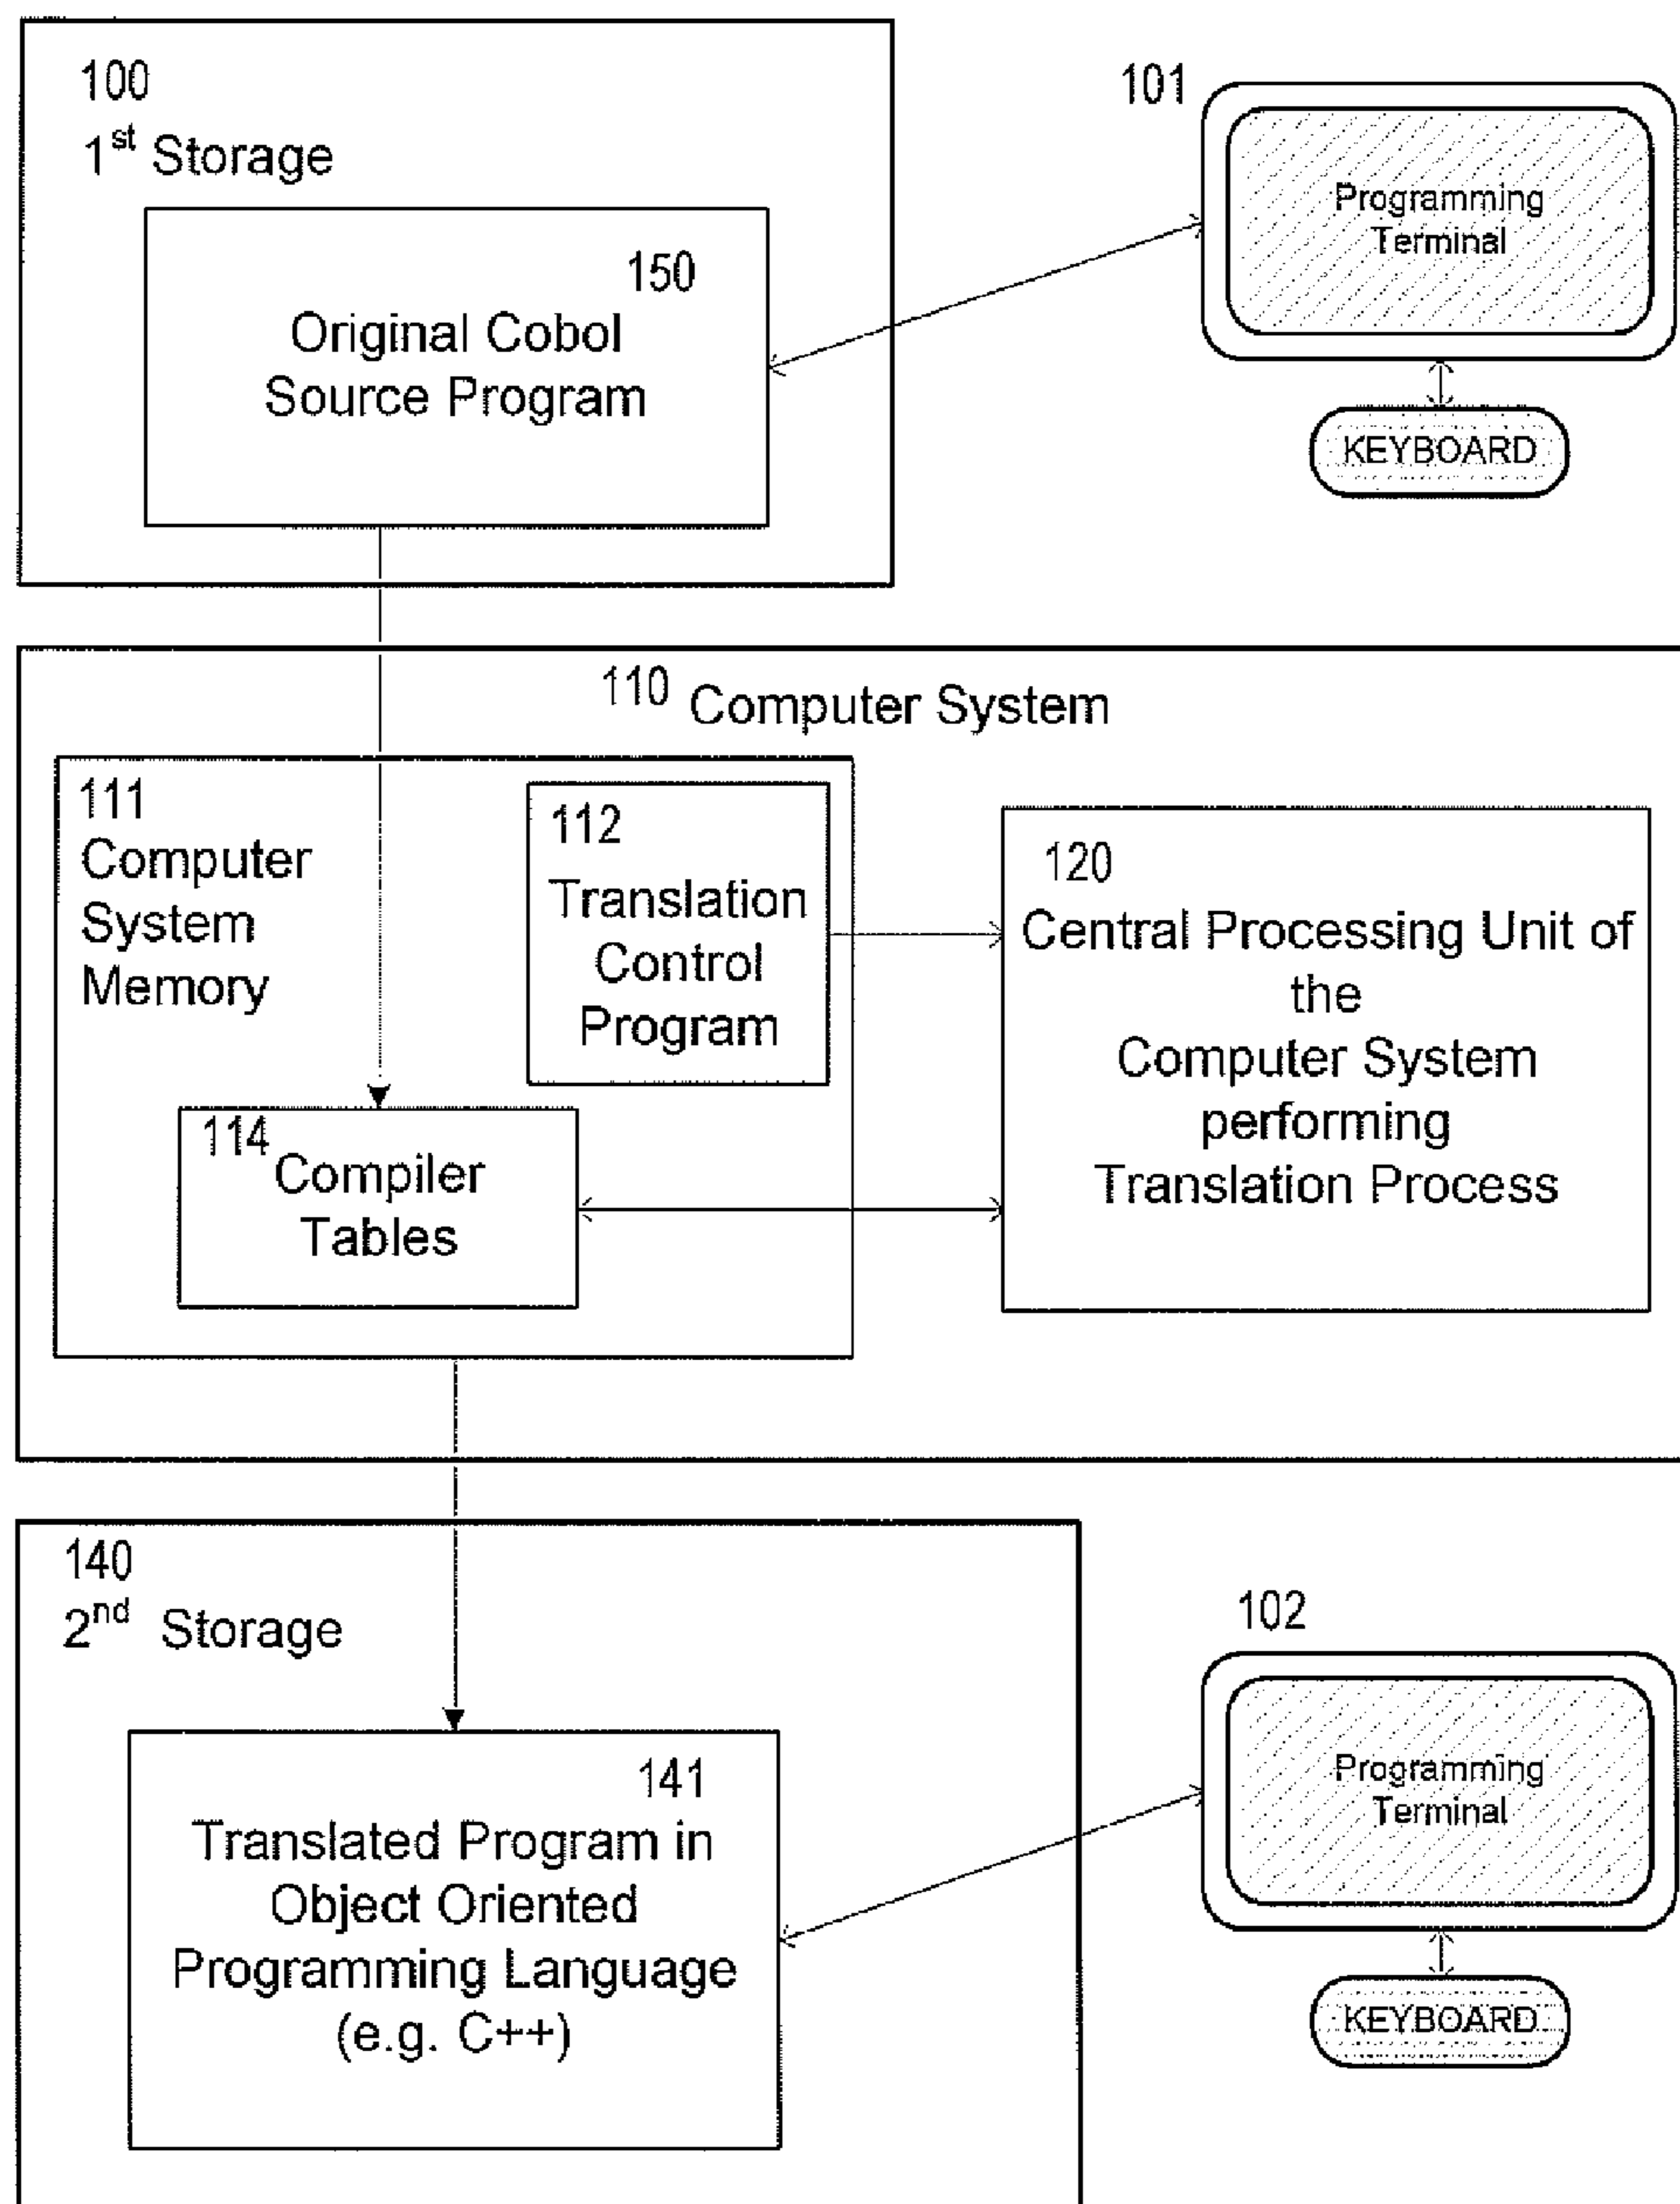 100
1st Storage
150
Original Cobol
Source Program
101
Programming
Terminal
KEYBOARD
110 Computer System
111
Computer
System
Memory
112
Translation
Control
Program
120
Central Processing Unit of
the
Computer System
performing
Translation Process
114 Compiler
Tables
140
2nd Storage
141
Translated Program in
Object Oriented
Programming Language
(e.g. C++)
102
Programming
Terminal
KEYBOARD